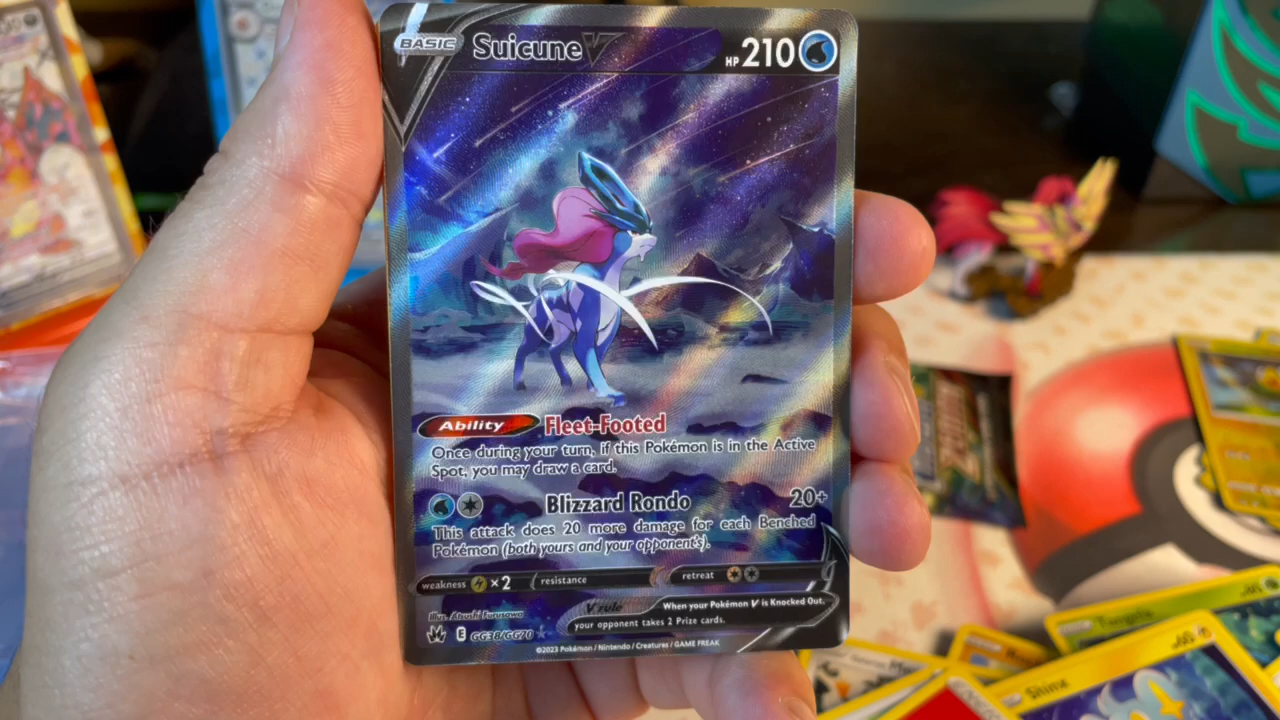 BASIC Suicune V HP 210
Ability Fleet-Footed
Once during your turn, if this Pokémon is in the Active
Spot, you may draw a card.
Blizzard Rondo 20+
This attack does 20 more damage for each Benched
Pokémon (both yours and your opponent's).
weakness ×2 resistance retreat
V rule When your Pokémon V is Knocked Out,
your opponent takes 2 Prize cards.
Illus. Atsushi Furusawa
E GG38/GG70
©2023 Pokémon / Nintendo / Creatures / GAME FREAK
Shinx